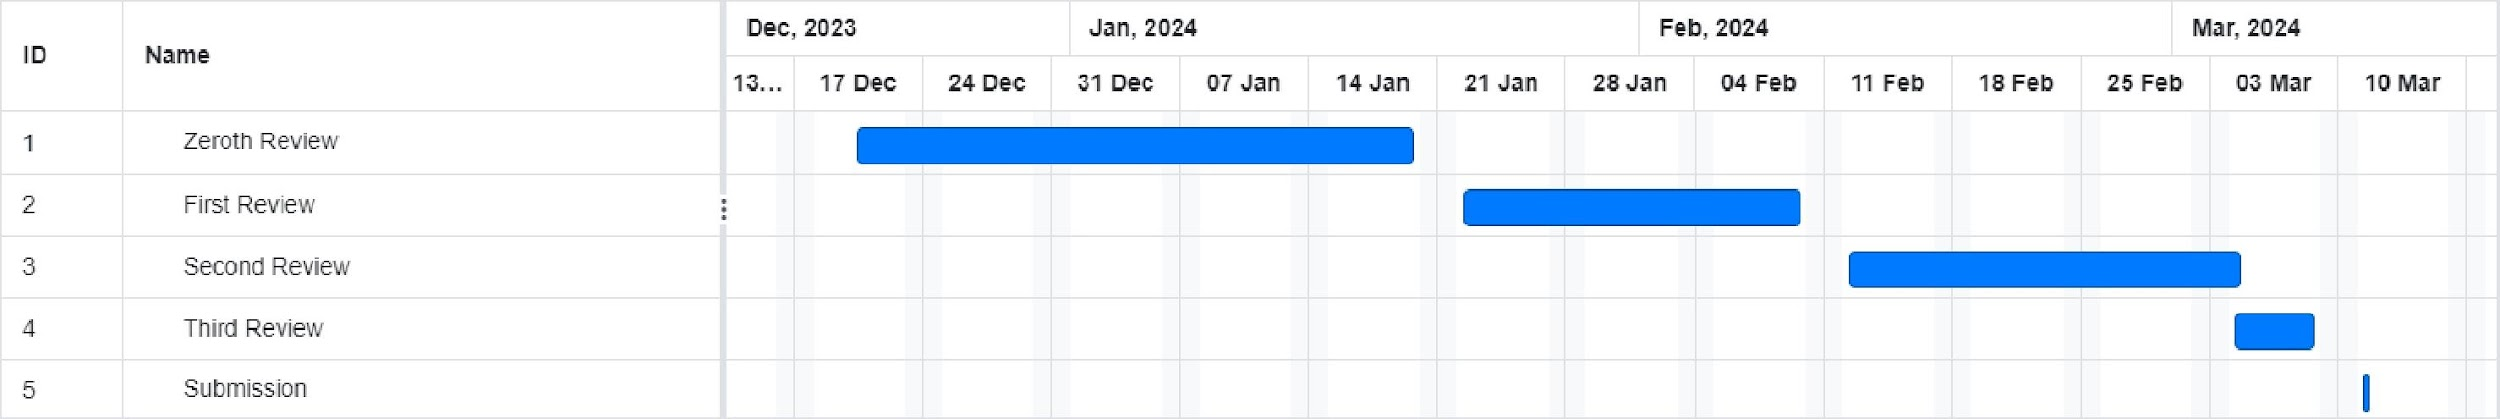 ID Name Dec, 2023 Jan, 2024 Feb, 2024 Mar, 2024
13... 17 Dec 24 Dec 31 Dec 07 Jan 14 Jan 21 Jan 28 Jan 04 Feb 11 Feb 18 Feb 25 Feb 03 Mar 10 Mar
1 Zeroth Review
2 First Review
3 Second Review
4 Third Review
5 Submission